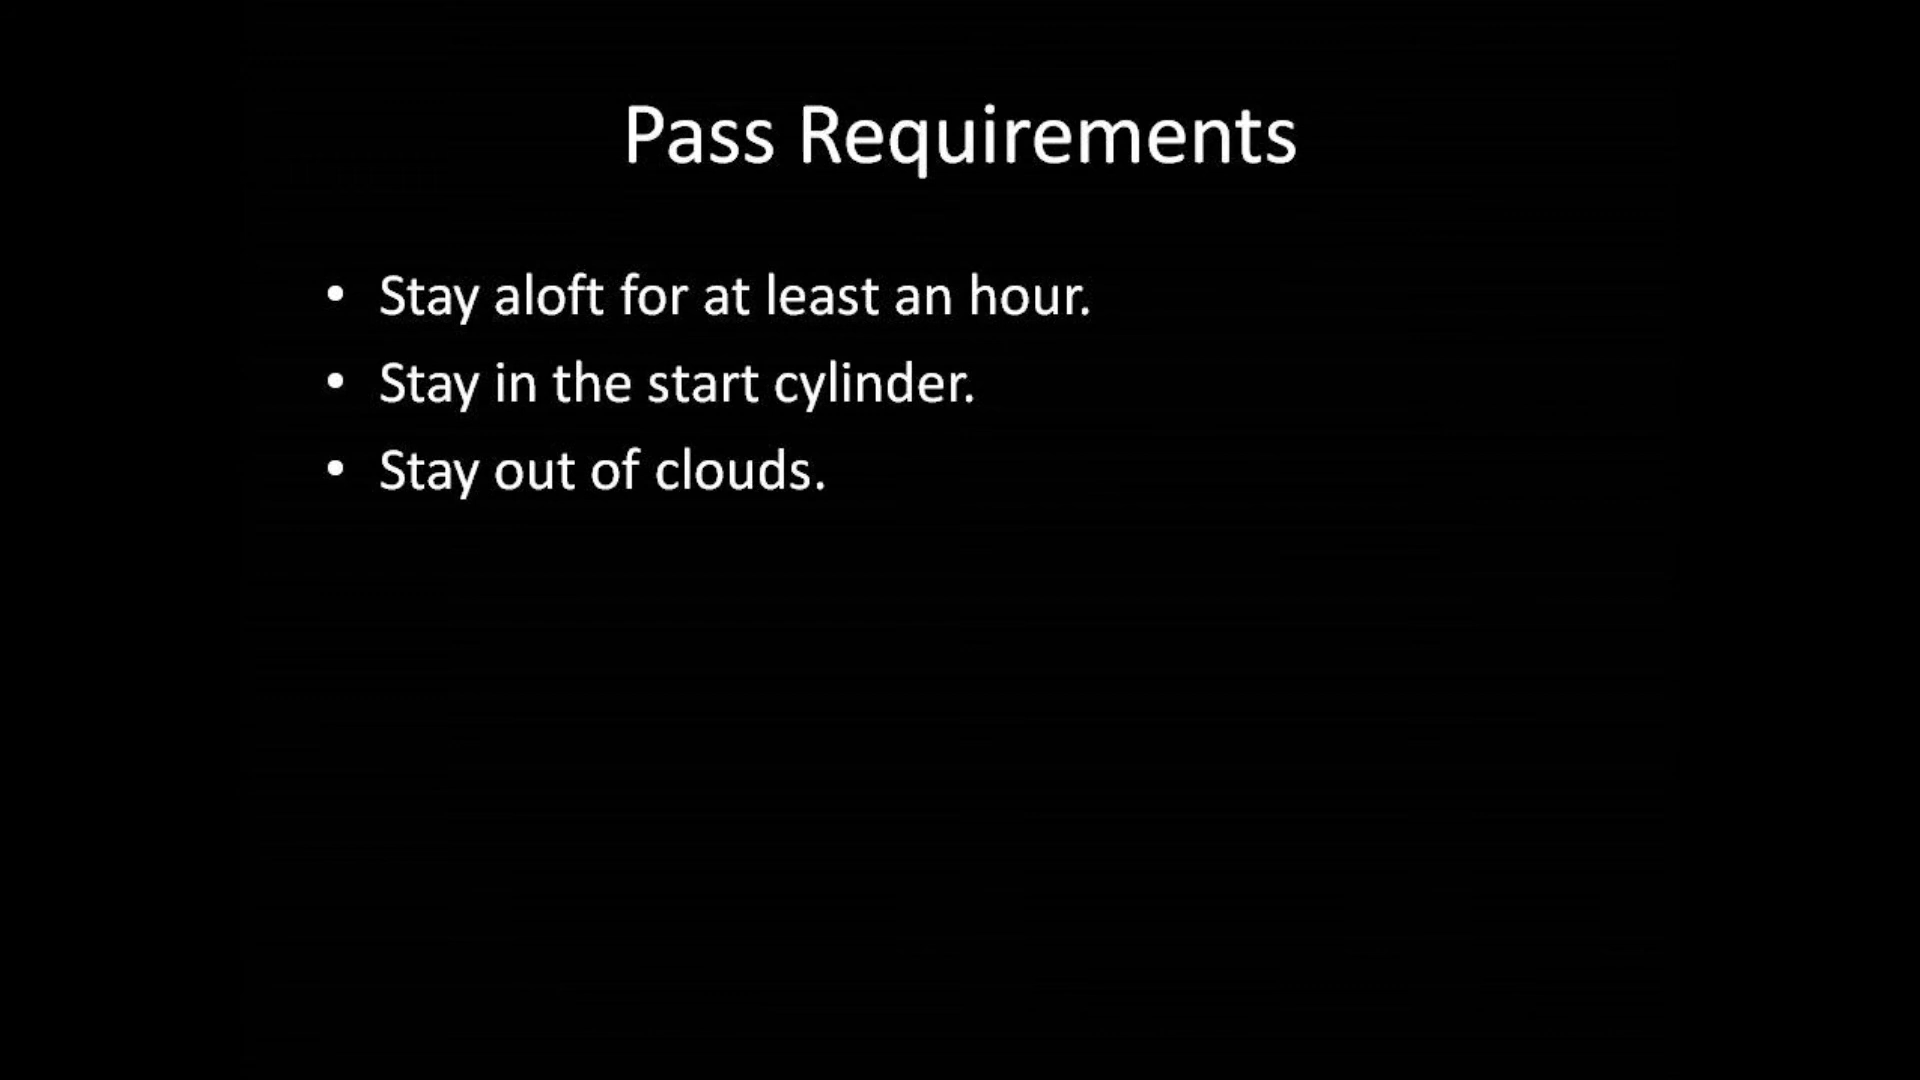 Pass Requirements
• Stay aloft for at least an hour.
• Stay in the start cylinder.
• Stay out of clouds.